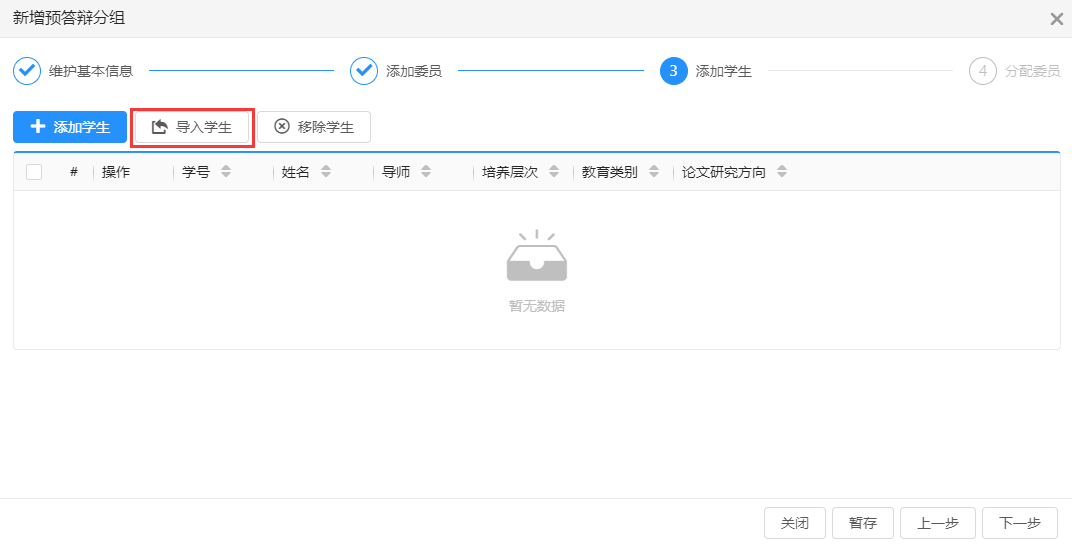 新增预答辩分组
维护基本信息 添加委员 3 添加学生 4 分配委员
添加学生 导入学生 移除学生
# 操作 学号 姓名 导师 培养层次 教育类别 论文研究方向
暂无数据
关闭 暂存 上一步 下一步